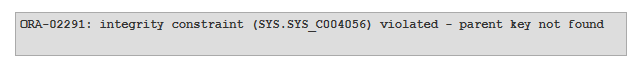 ORA-02291: integrity constraint (SYS.SYS_C004056) violated - parent key not found